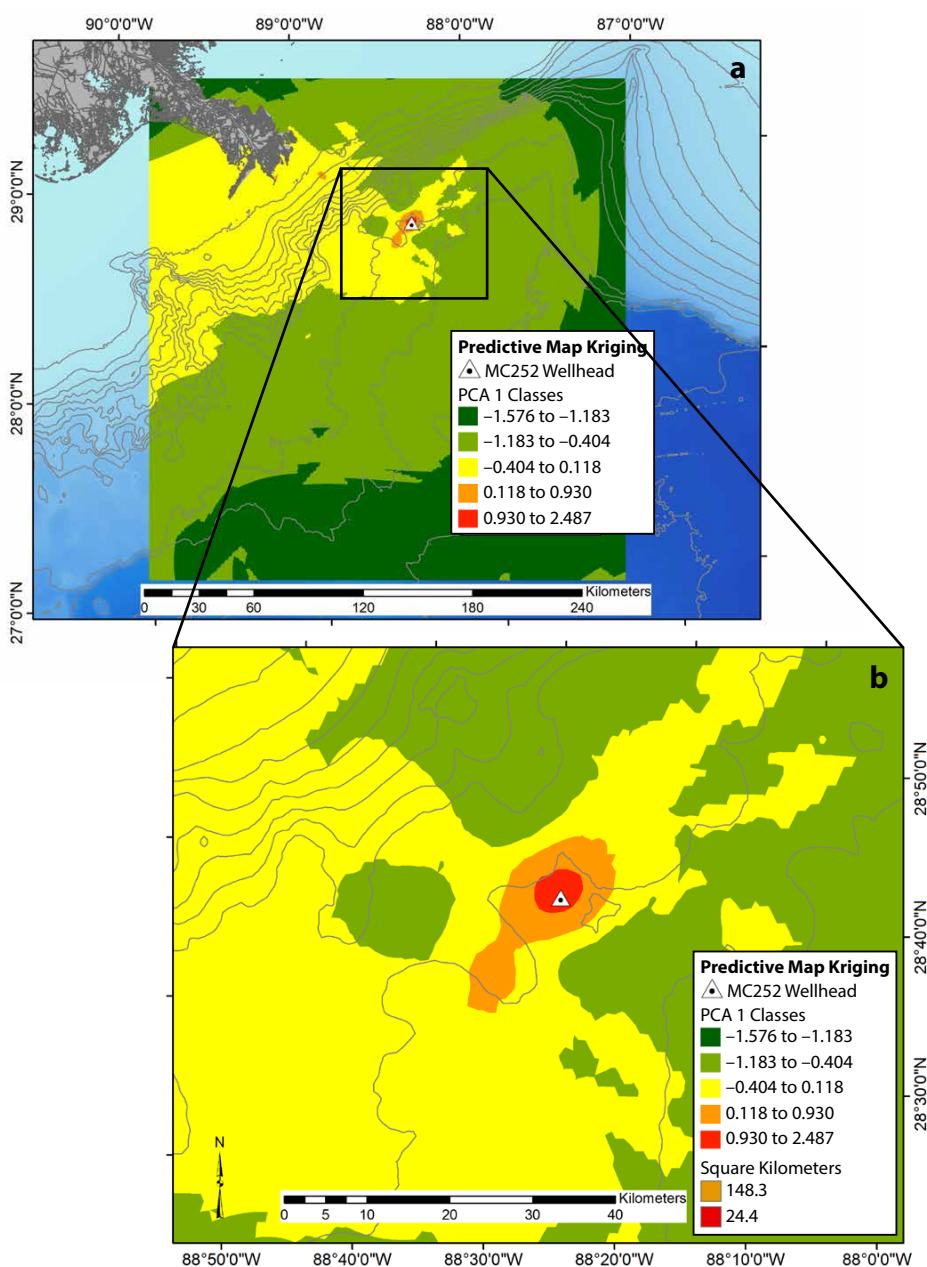 90°0'0"W 89°0'0"W 88°0'0"W 87°0'0"W
a
29°0'0"N
28°0'0"N
27°0'0"N
Predictive Map Kriging
MC252 Wellhead
PCA 1 Classes
–1.576 to –1.183
–1.183 to –0.404
–0.404 to 0.118
0.118 to 0.930
0.930 to 2.487
Kilometers
0 30 60 120 180 240
b
28°50'0"N
28°40'0"N
28°30'0"N
Predictive Map Kriging
MC252 Wellhead
PCA 1 Classes
–1.576 to –1.183
–1.183 to –0.404
–0.404 to 0.118
0.118 to 0.930
0.930 to 2.487
Square Kilometers
148.3
24.4
N
Kilometers
0 5 10 20 30 40
88°50'0"W 88°40'0"W 88°30'0"W 88°20'0"W 88°10'0"W 88°0'0"W